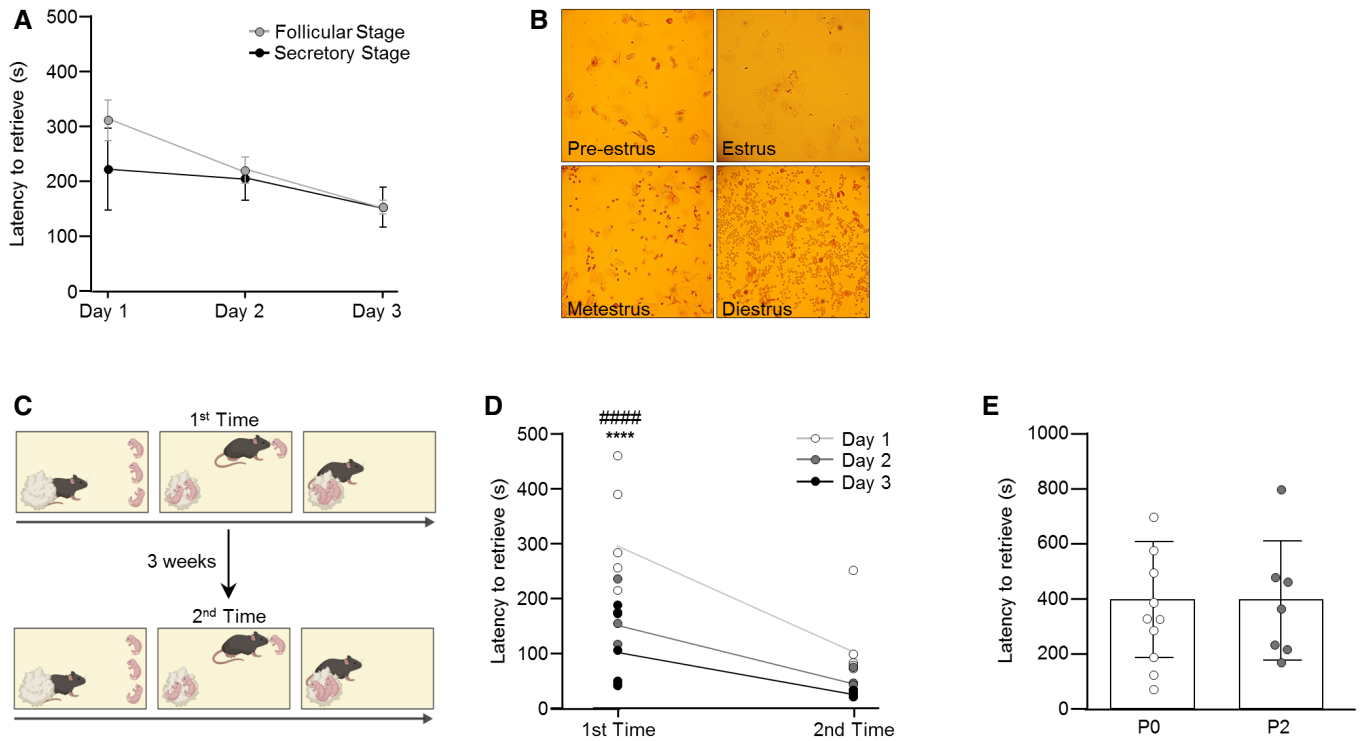 A
Latency to retrieve (s)
500
400
300
200
100
0
Day 1
Day 2
Day 3
Follicular Stage
Secretory Stage
B
Pre-estrus
Estrus
Metestrus
Diestrus
C
1st Time
3 weeks
2nd Time
D
####
****
Latency to retrieve (s)
500
400
300
200
100
0
1st Time
2nd Time
Day 1
Day 2
Day 3
E
Latency to retrieve (s)
1000
800
600
400
200
0
P0
P2